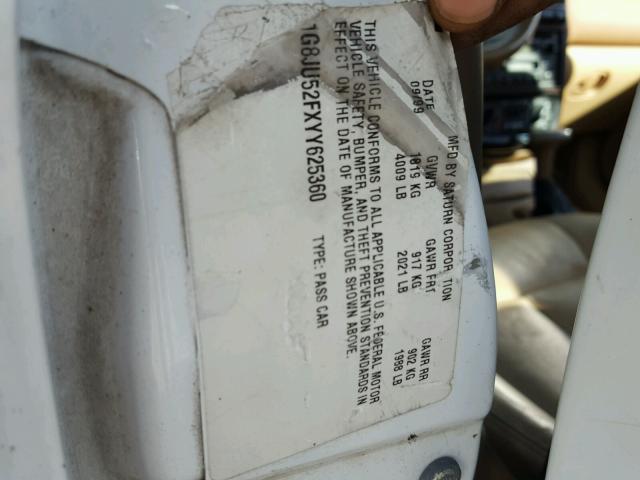 MFD BY SATURN CORPORATION
DATE GVWR GAWR FRT GAWR RR
09/99 1819 KG 917 KG 902 KG
4009 LB 2021 LB 1988 LB
THIS VEHICLE CONFORMS TO ALL APPLICABLE U.S. FEDERAL MOTOR
VEHICLE SAFETY, BUMPER, AND THEFT PREVENTION STANDARDS IN
EFFECT ON THE DATE OF MANUFACTURE SHOWN ABOVE.
1G8JU52FXYY625360 TYPE: PASS CAR